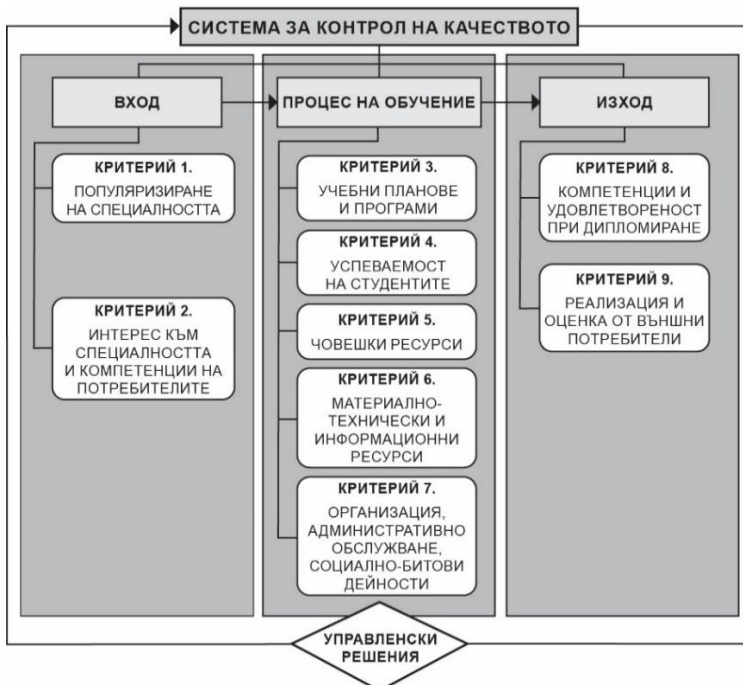 СИСТЕМА ЗА КОНТРОЛ НА КАЧЕСТВОТО
ВХОД
КРИТЕРИЙ 1.
ПОПУЛЯРИЗИРАНЕ
НА СПЕЦИАЛНОСТТА
КРИТЕРИЙ 2.
ИНТЕРЕС КЪМ
СПЕЦИАЛНОСТТА
И КОМПЕТЕНЦИИ НА
ПОТРЕБИТЕЛИТЕ
ПРОЦЕС НА ОБУЧЕНИЕ
КРИТЕРИЙ 3.
УЧЕБНИ ПЛАНОВЕ
И ПРОГРАМИ
КРИТЕРИЙ 4.
УСПЕВАЕМОСТ
НА СТУДЕНТИТЕ
КРИТЕРИЙ 5.
ЧОВЕШКИ РЕСУРСИ
КРИТЕРИЙ 6.
МАТЕРИАЛНО-
ТЕХНИЧЕСКИ И
ИНФОРМАЦИОННИ
РЕСУРСИ
КРИТЕРИЙ 7.
ОРГАНИЗАЦИЯ,
АДМИНИСТРАТИВНО
ОБСЛУЖВАНЕ,
СОЦИАЛНО-БИТОВИ
ДЕЙНОСТИ
ИЗХОД
КРИТЕРИЙ 8.
КОМПЕТЕНЦИИ И
УДОВЛЕТВОРЕНОСТ
ПРИ ДИПЛОМИРАНЕ
КРИТЕРИЙ 9.
РЕАЛИЗАЦИЯ И
ОЦЕНКА ОТ ВЪНШНИ
ПОТРЕБИТЕЛИ
УПРАВЛЕНСКИ
РЕШЕНИЯ